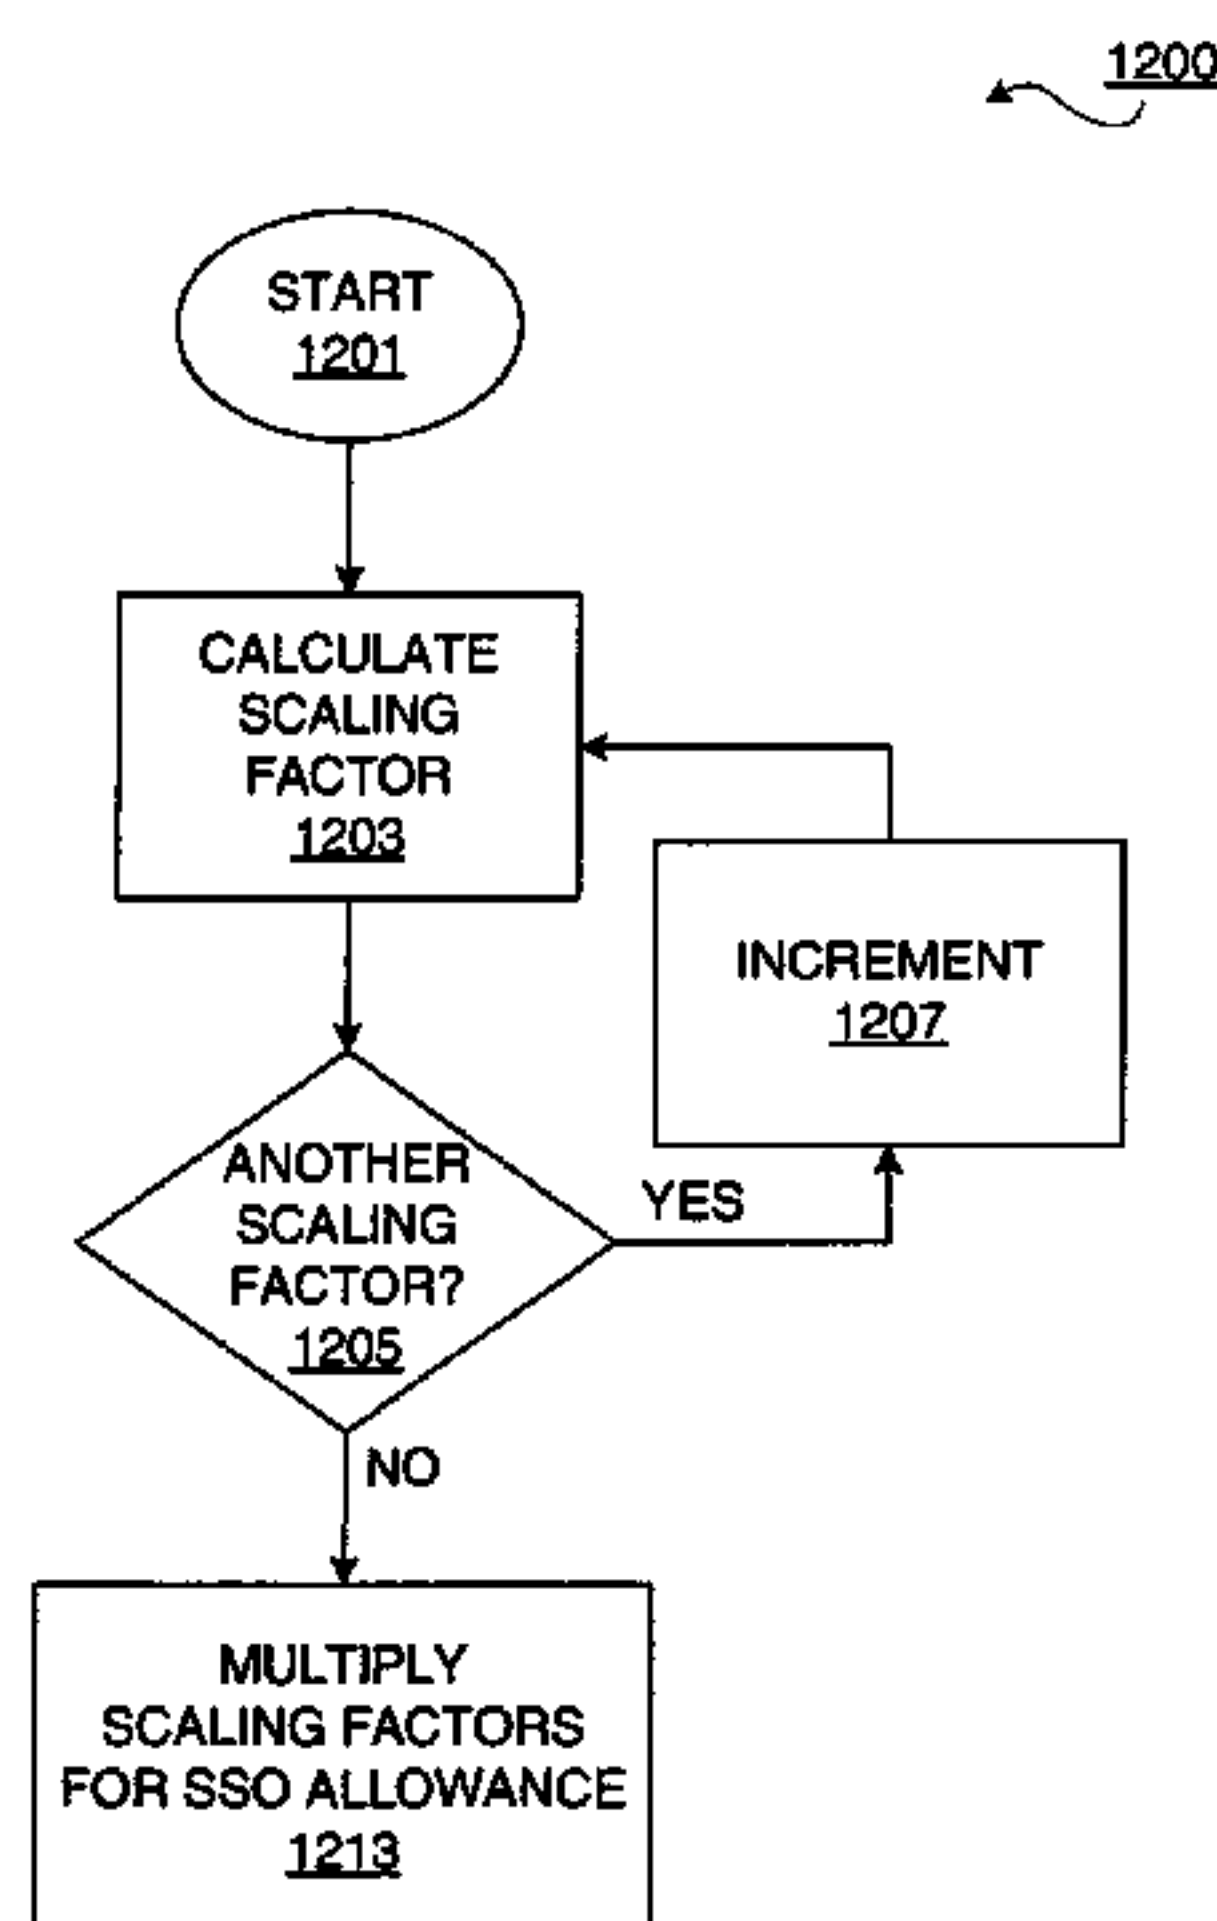 1200
START
1201
CALCULATE
SCALING
FACTOR
1203
INCREMENT
1207
ANOTHER
SCALING
FACTOR?
1205
YES
NO
MULTIPLY
SCALING FACTORS
FOR SSO ALLOWANCE
1213